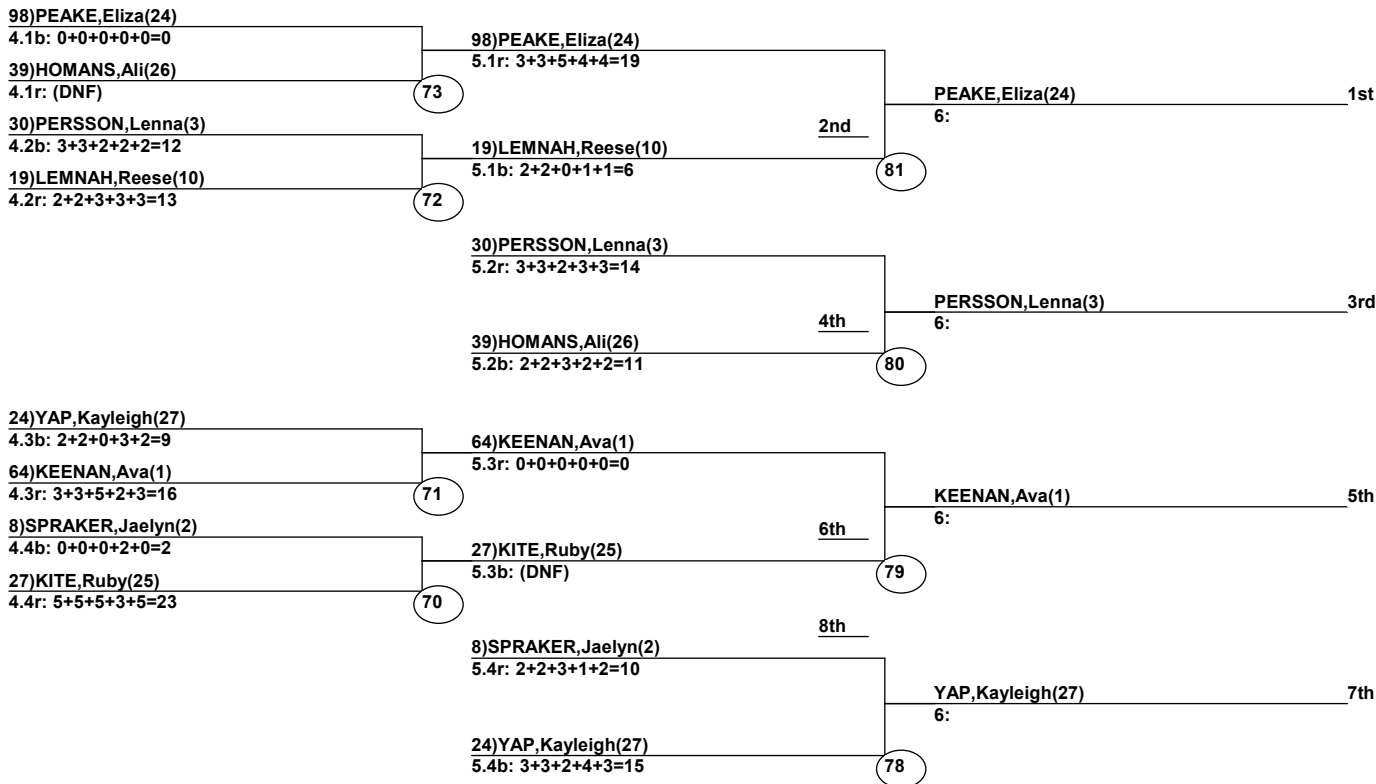 98)PEAKE,Eliza(24)
4.1b: 0+0+0+0+0=0
39)HOMANS,Ali(26)
4.1r: (DNF)
73
30)PERSSON,Lenna(3)
4.2b: 3+3+2+2+2=12
19)LEMNAH,Reese(10)
4.2r: 2+2+3+3+3=13
72
98)PEAKE,Eliza(24)
5.1r: 3+3+5+4+4=19
19)LEMNAH,Reese(10)
5.1b: 2+2+0+1+1=6
2nd
81
PEAKE,Eliza(24) 1st
6:
30)PERSSON,Lenna(3)
5.2r: 3+3+2+3+3=14
39)HOMANS,Ali(26)
5.2b: 2+2+3+2+2=11
4th
80
PERSSON,Lenna(3) 3rd
6:
24)YAP,Kayleigh(27)
4.3b: 2+2+0+3+2=9
64)KEENAN,Ava(1)
4.3r: 3+3+5+2+3=16
71
8)SPRAKER,Jaelyn(2)
4.4b: 0+0+0+2+0=2
27)KITE,Ruby(25)
4.4r: 5+5+5+3+5=23
70
64)KEENAN,Ava(1)
5.3r: 0+0+0+0+0=0
27)KITE,Ruby(25)
5.3b: (DNF)
6th
79
KEENAN,Ava(1) 5th
6:
8th
8)SPRAKER,Jaelyn(2)
5.4r: 2+2+3+1+2=10
24)YAP,Kayleigh(27)
5.4b: 3+3+2+4+3=15
78
YAP,Kayleigh(27) 7th
6: